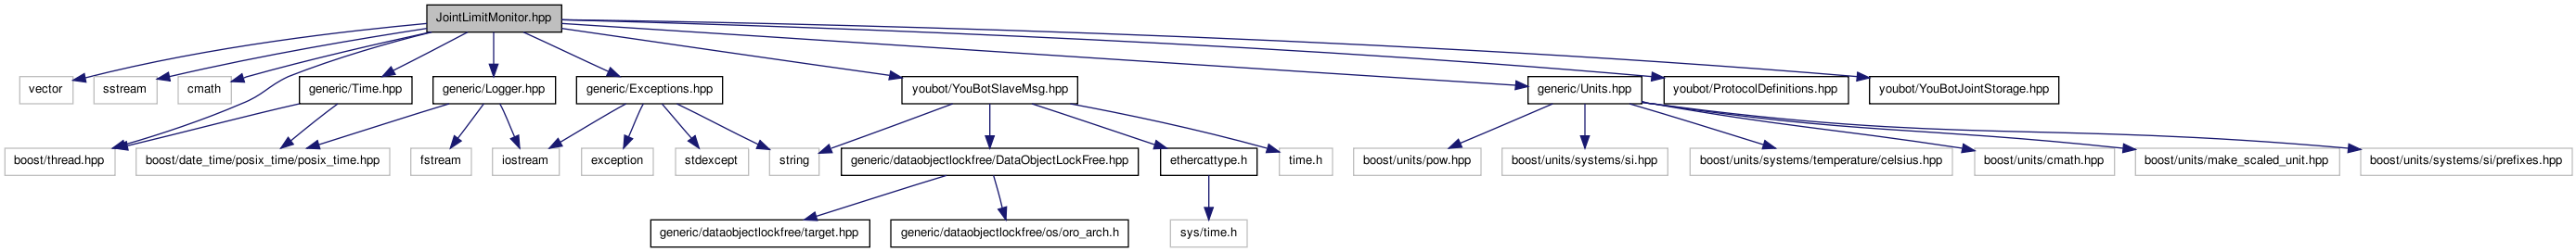 JointLimitMonitor.hpp
vector
sstream
cmath
generic/Time.hpp
generic/Logger.hpp
generic/Exceptions.hpp
youbot/YouBotSlaveMsg.hpp
generic/Units.hpp
youbot/ProtocolDefinitions.hpp
youbot/YouBotJointStorage.hpp
boost/thread.hpp
boost/date_time/posix_time/posix_time.hpp
fstream
iostream
exception
stdexcept
string
generic/dataobjectlockfree/DataObjectLockFree.hpp
ethercattype.h
time.h
boost/units/pow.hpp
boost/units/systems/si.hpp
boost/units/systems/temperature/celsius.hpp
boost/units/cmath.hpp
boost/units/make_scaled_unit.hpp
boost/units/systems/si/prefixes.hpp
generic/dataobjectlockfree/target.hpp
generic/dataobjectlockfree/os/oro_arch.h
sys/time.h